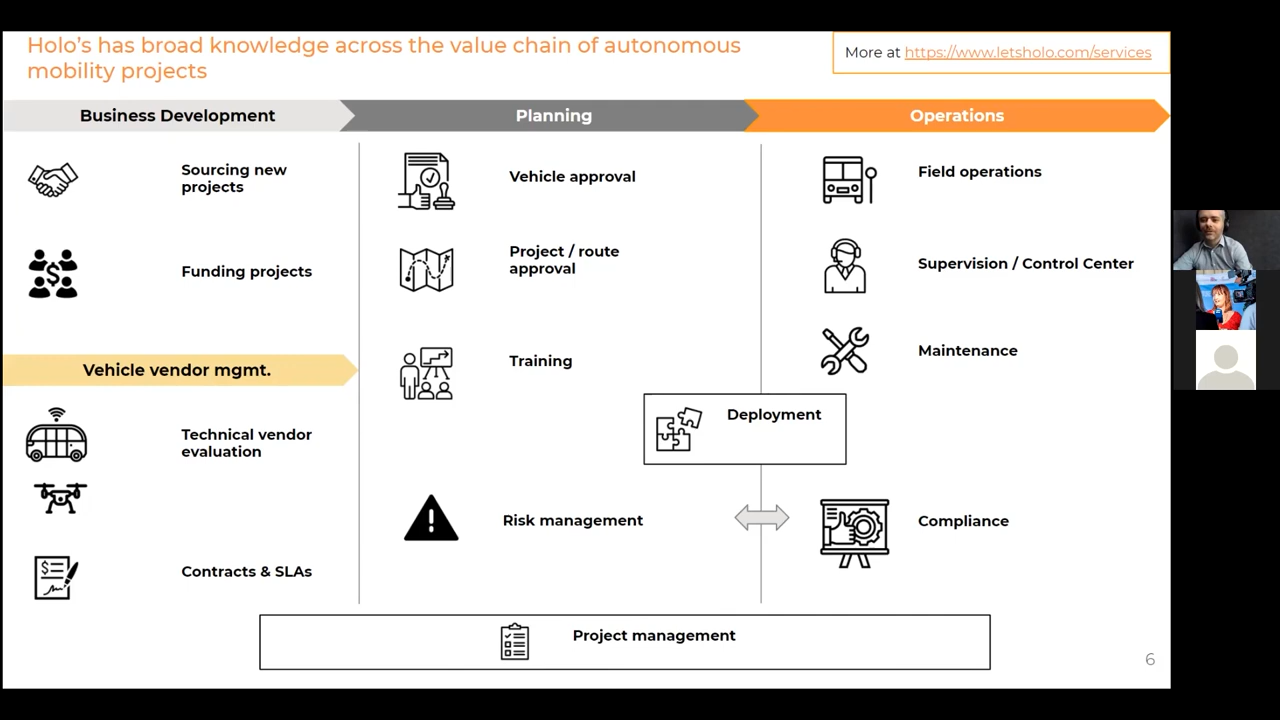 Holo's has broad knowledge across the value chain of autonomous
mobility projects
More at https://www.letsholo.com/services
Business Development
Planning
Operations
Sourcing new
projects
Funding projects
Vehicle vendor mgmt.
Technical vendor
evaluation
Contracts & SLAs
Vehicle approval
Project / route
approval
Training
Risk management
Deployment
Field operations
Supervision / Control Center
Maintenance
Compliance
Project management
6